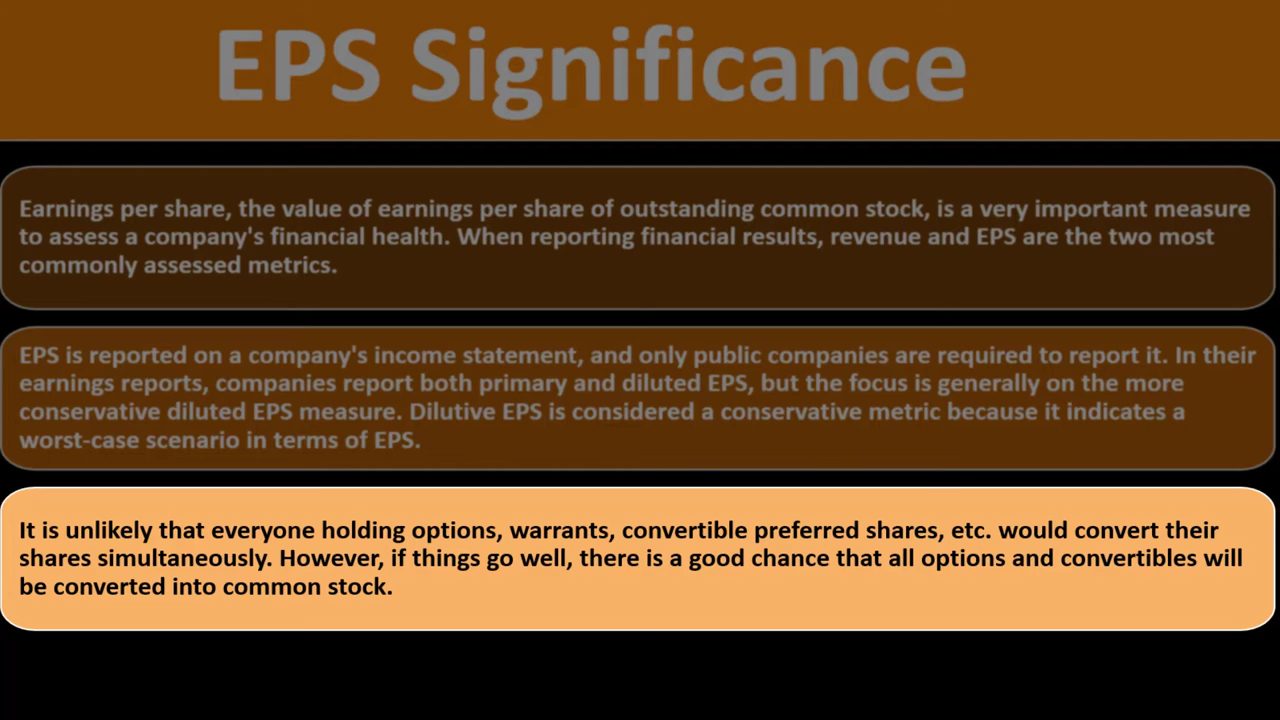 EPS Significance
Earnings per share, the value of earnings per share of outstanding common stock, is a very important measure
to assess a company's financial health. When reporting financial results, revenue and EPS are the two most
commonly assessed metrics.
EPS is reported on a company's income statement, and only public companies are required to report it. In their
earnings reports, companies report both primary and diluted EPS, but the focus is generally on the more
conservative diluted EPS measure. Dilutive EPS is considered a conservative metric because it indicates a
worst-case scenario in terms of EPS.
It is unlikely that everyone holding options, warrants, convertible preferred shares, etc. would convert their
shares simultaneously. However, if things go well, there is a good chance that all options and convertibles will
be converted into common stock.